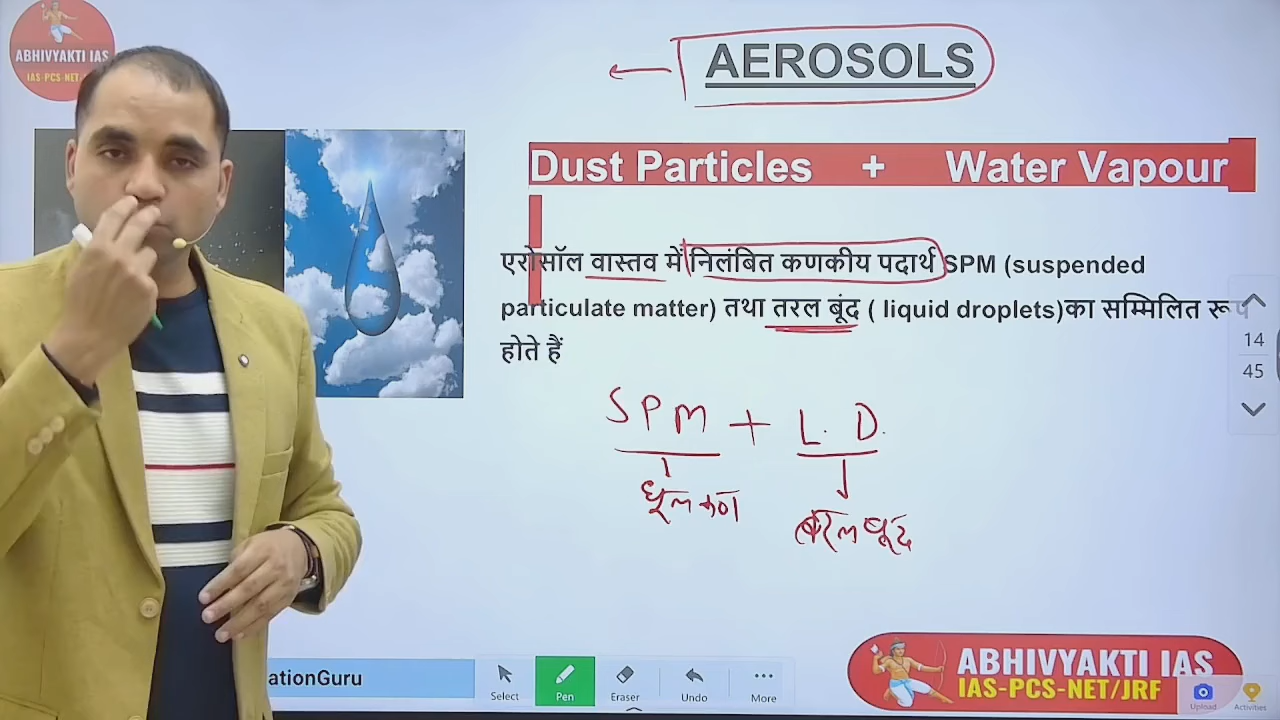 ABHIVYAKTI IAS
IAS-PCS-NET/
AEROSOLS
Dust Particles + Water Vapour
एरोसॉल वास्तव में निलंबित कणकीय पदार्थ SPM (suspended
particulate matter) तथा तरल बूंद ( liquid droplets)का सम्मिलित रूप
होते हैं
14
45
SPM + L.D.
धूलकण
तरल बूंद
ationGuru
Select
Pen
Eraser
Undo
More
ABHIVYAKTI IAS
IAS-PCS-NET/JRF
Upload
Activities